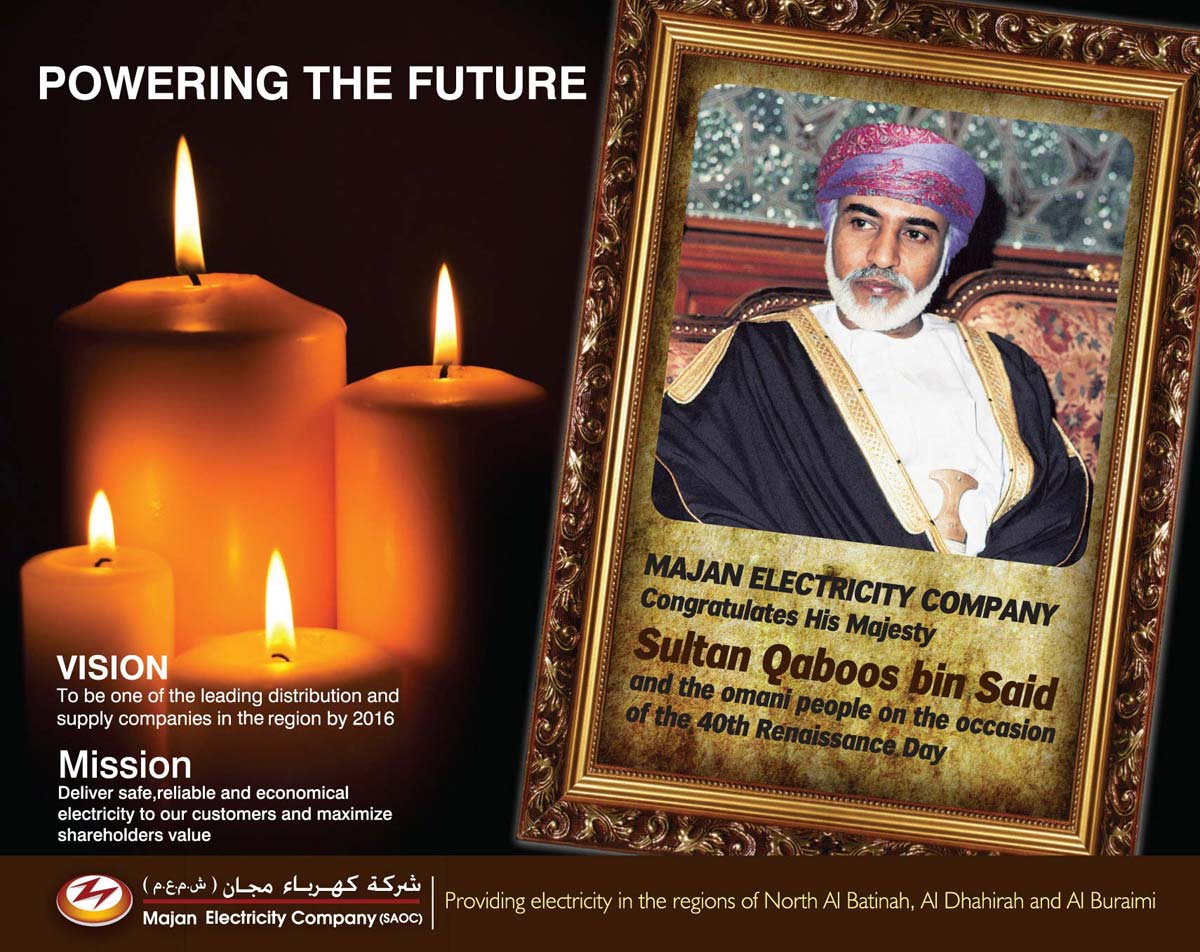 POWERING THE FUTURE
MAJAN ELECTRICITY COMPANY
Congratulates His Majesty
Sultan Qaboos bin Said
and the omani people on the occasion
of the 40th Renaissance Day
VISION
To be one of the leading distribution and
supply companies in the region by 2016
Mission
Deliver safe,reliable and economical
electricity to our customers and maximize
shareholders value
شركة كهرباء مجان (ش.م.ع.م)
Majan Electricity Company (SAOC)
Providing electricity in the regions of North Al Batinah, Al Dhahirah and Al Buraimi